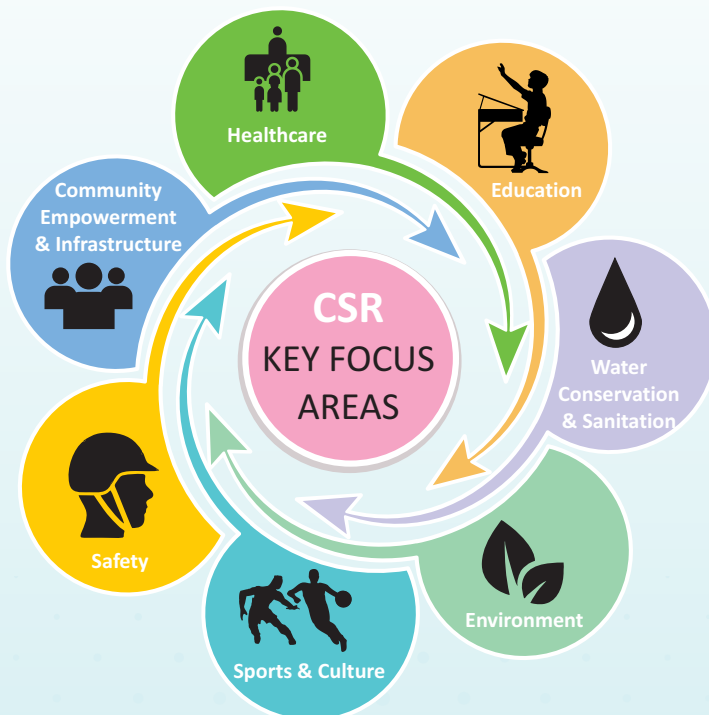 Healthcare
Education
Water
Conservation
& Sanitation
Environment
Sports & Culture
Safety
Community
Empowerment
& Infrastructure
CSR
KEY FOCUS
AREAS